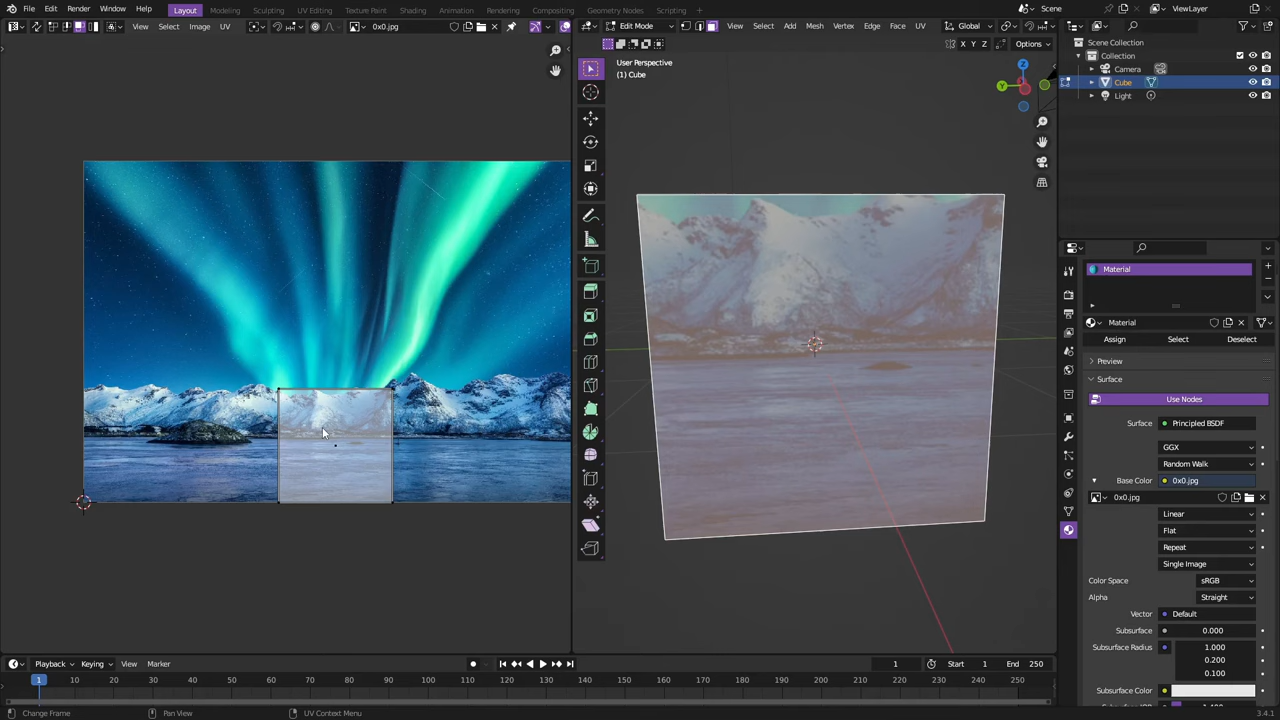 File Edit Render Window Help Layout Modeling Sculpting UV Editing Texture Paint Shading Animation Rendering Compositing Geometry Nodes Scripting Scene ViewLayer
View Select Image UV 0x0.jpg Edit Mode View Select Add Mesh Vertex Edge Face UV Global
X Y Z Options
Scene Collection
Collection
Camera
Cube
Light
User Perspective
(1) Cube
Z
Y
Material
Material
Assign Select Deselect
Preview
Surface
Use Nodes
Surface Principled BSDF
GGX
Random Walk
Base Color 0x0.jpg
0x0.jpg
Linear
Flat
Repeat
Single Image
Color Space sRGB
Alpha Straight
Vector Default
Subsurface 0.000
Subsurface Radius 1.000
0.200
0.100
Subsurface Color
Playback Keying View Marker 1 Start 1 End 250
1 10 20 30 40 50 60 70 80 90 100 110 120 130 140 150 160 170 180 190 200 210 220 230 240 250
Change Frame Pan View UV Context Menu 3.4.1